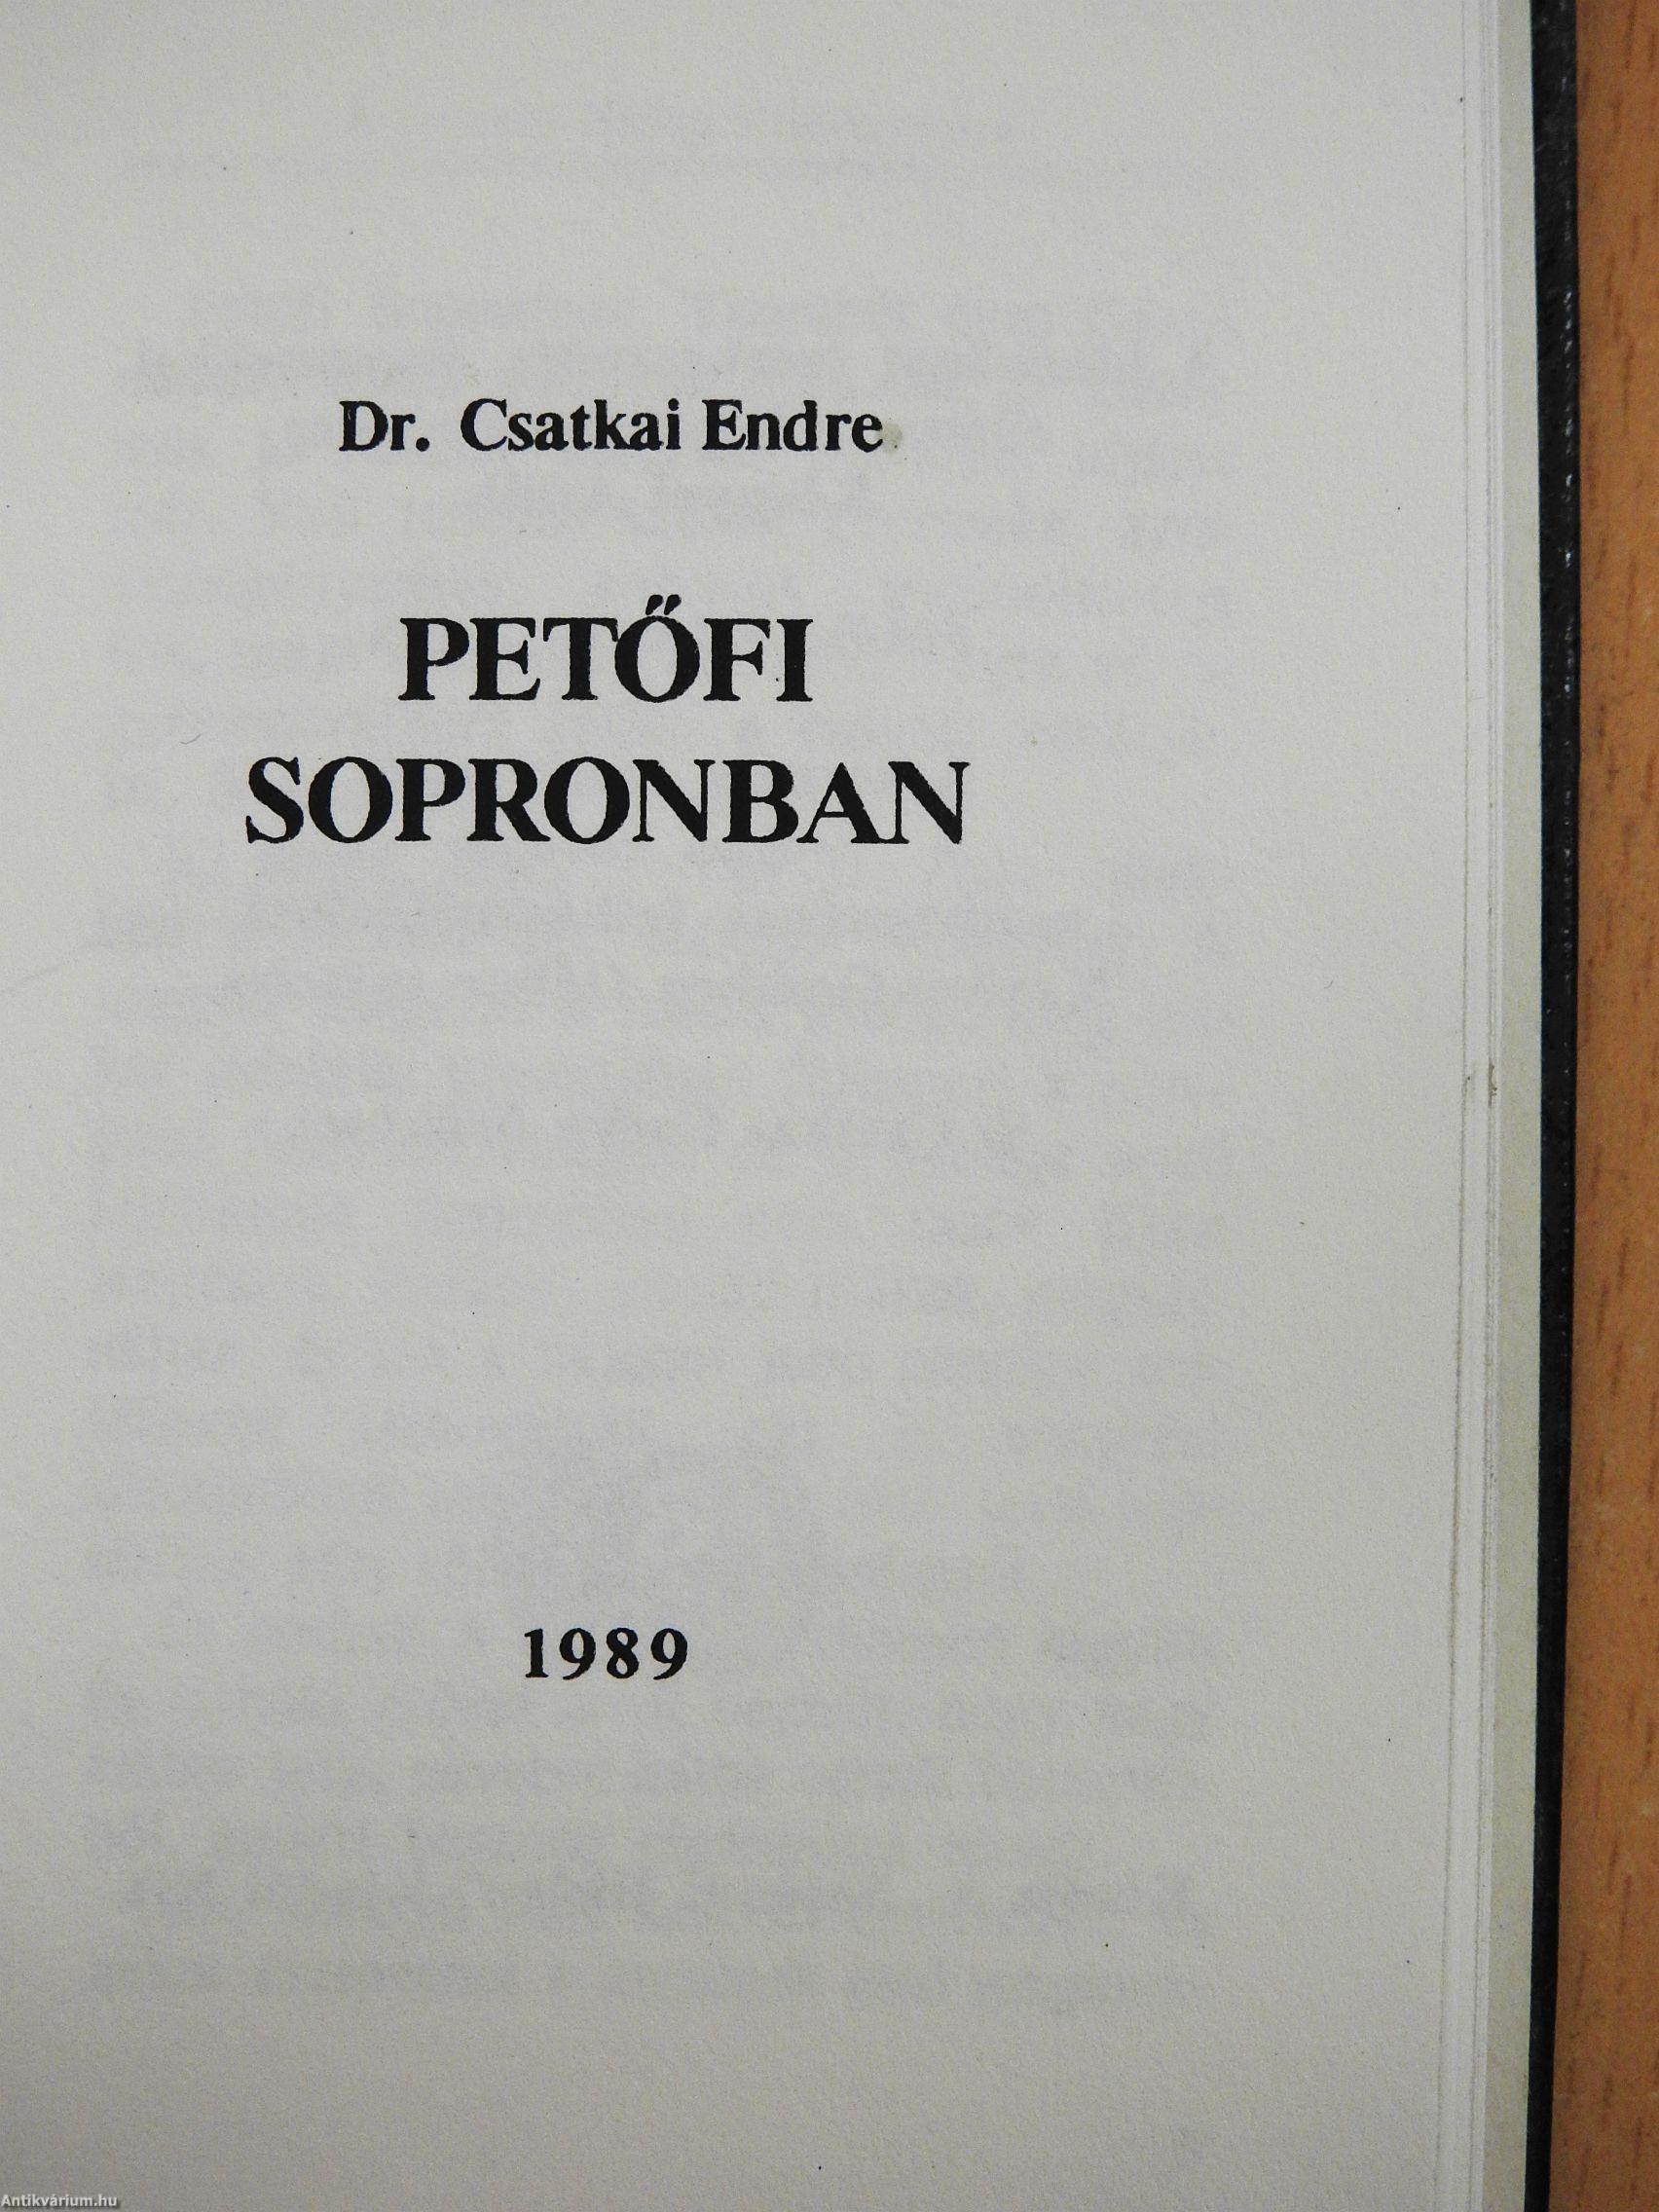 Dr. Csatkai Endre
PETŐFI
SOPRONBAN
1989
Antikvárium.hu